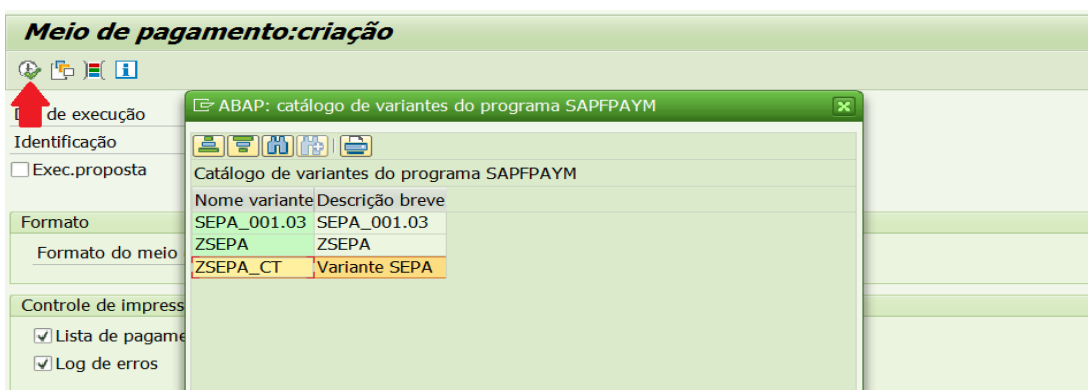 Meio de pagamento:criação
de execução
ABAP: catálogo de variantes do programa SAPFPAYM
Identificação
Exec.proposta
Catálogo de variantes do programa SAPFPAYM
Nome variante Descrição breve
Formato
SEPA_001.03 SEPA_001.03
ZSEPA ZSEPA
Formato do meio
ZSEPA_CT Variante SEPA
Controle de impress
Lista de pagame
Log de erros